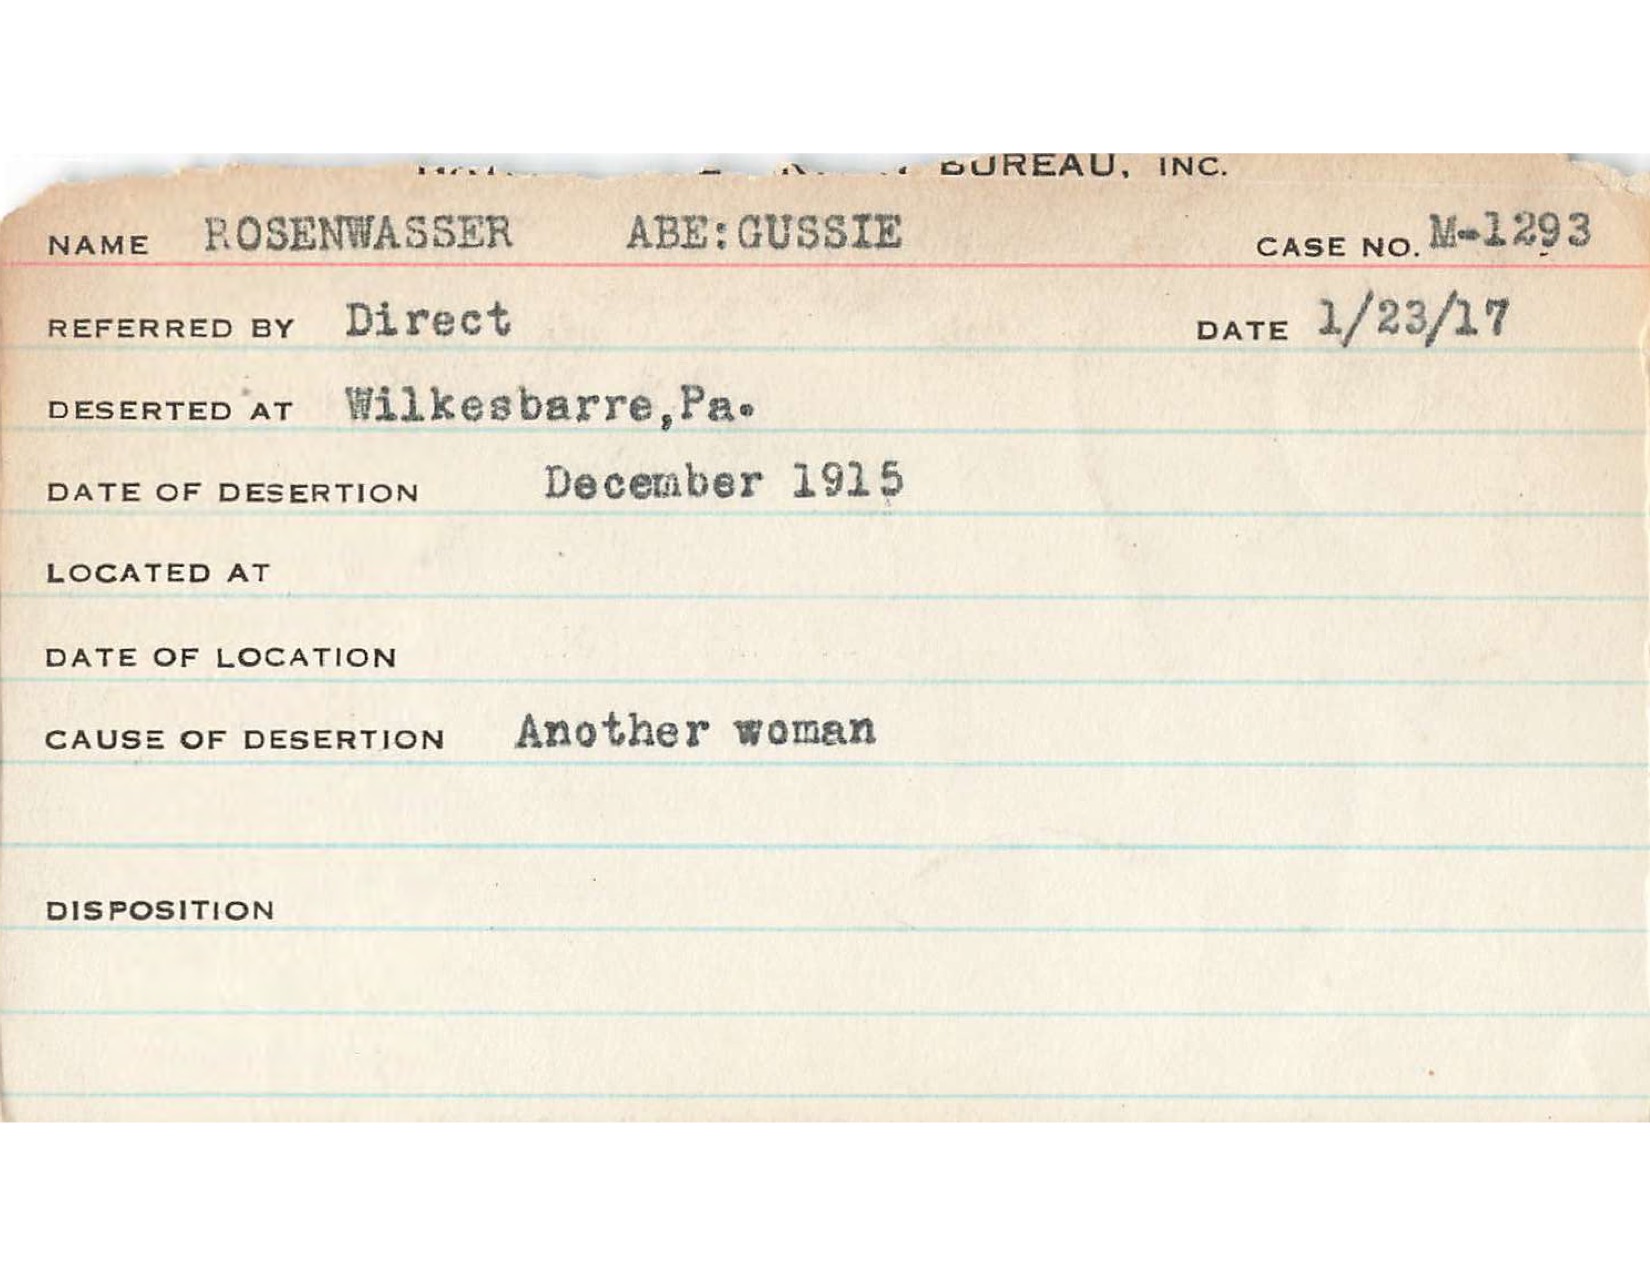 BUREAU, INC.
NAME ROSENWASSER ABE:GUSSIE CASE NO. M-1293
REFERRED BY Direct DATE 1/23/17
DESERTED AT Wilkesbarre,Pa.
DATE OF DESERTION December 1915
LOCATED AT
DATE OF LOCATION
CAUSE OF DESERTION Another woman
DISPOSITION